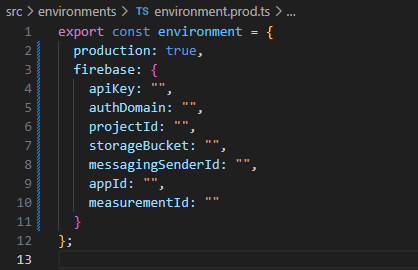 src > environments > TS environment.prod.ts > ...
1 export const environment = {
2   production: true,
3   firebase: {
4     apiKey: "",
5     authDomain: "",
6     projectId: "",
7     storageBucket: "",
8     messagingSenderId: "",
9     appId: "",
10     measurementId: ""
11   }
12 };
13